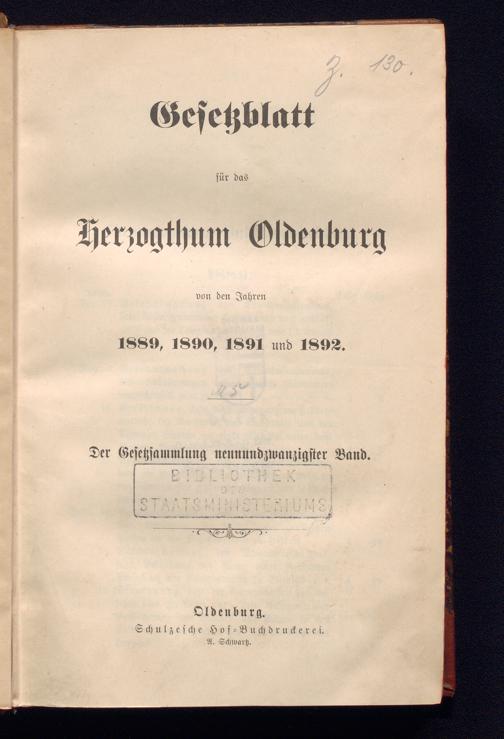 Z. 130.
Gesetzblatt
für das
Herzogthum Oldenburg
von den Jahren
1889, 1890, 1891 und 1892.
Der Gesetzsammlung neunundzwanzigster Band.
BIBLIOTHEK
DES
STAATSMINISTERIUMS
Oldenburg.
Schulzesche Hof-Buchdruckerei.
A. Schwartz.